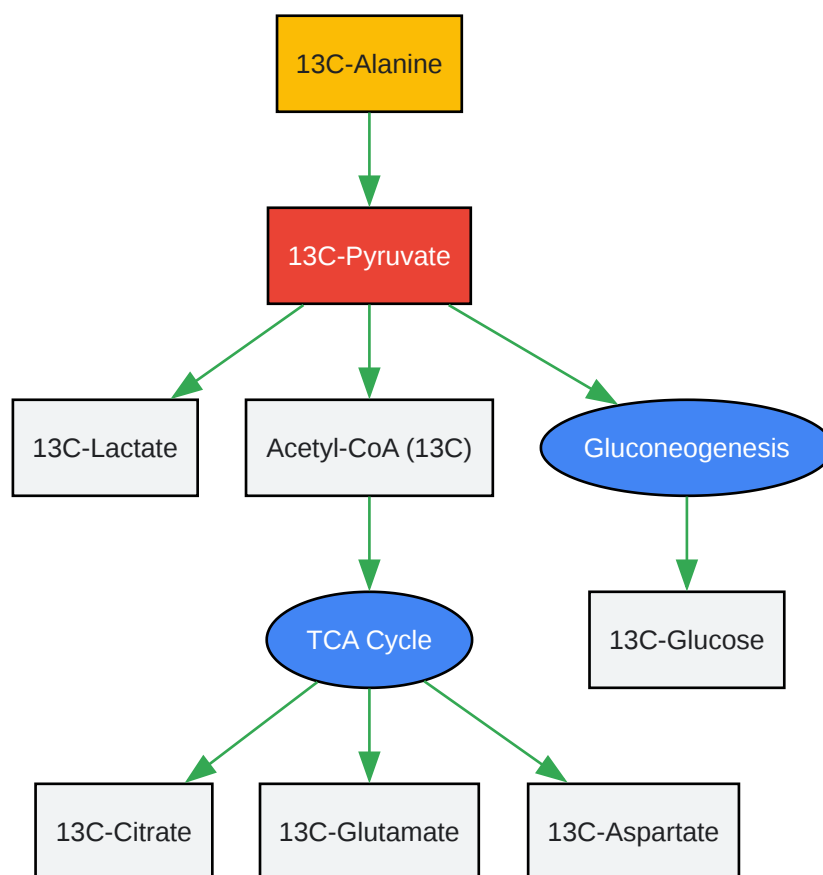 13C-Alanine
13C-Pyruvate
13C-Lactate
Acetyl-CoA (13C)
Gluconeogenesis
TCA Cycle
13C-Glucose
13C-Citrate
13C-Glutamate
13C-Aspartate